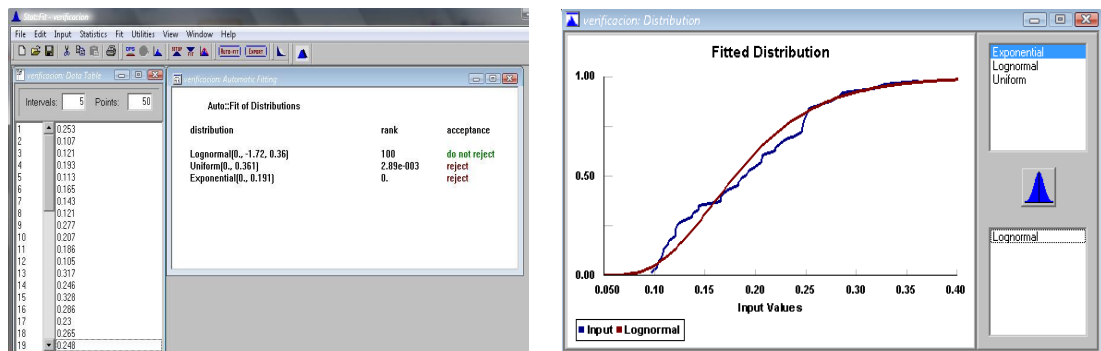 Stat::Fit - verificacion
File Edit Input Statistics Fit Utilities View Window Help
AUTO::FIT EXPORT
verificacion: Data Table
Intervals: 5 Points: 50
1 0.253
2 0.107
3 0.121
4 0.193
5 0.113
6 0.165
7 0.143
8 0.121
9 0.277
10 0.207
11 0.186
12 0.105
13 0.317
14 0.246
15 0.328
16 0.286
17 0.23
18 0.265
19 0.248
verificacion: Automatic Fitting
Auto::Fit of Distributions
distribution rank acceptance
Lognormal(0., -1.72, 0.36) 100 do not reject
Uniform(0., 0.361) 2.89e-003 reject
Exponential(0., 0.191) 0. reject
verificacion: Distribution
Fitted Distribution
1.00
0.50
0.00
0.050 0.10 0.15 0.20 0.25 0.30 0.35 0.40
Input Values
Input Lognormal
Exponential
Lognormal
Uniform
Lognormal